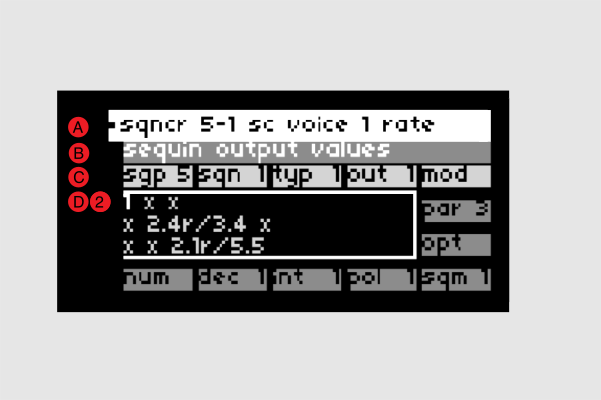 A sqncr 5-1 sc voice 1 rate
B sequin output values
C sgp 5 sqn 1 typ 1 out 1 mod
D 2 1 x x
par 3
x 2.4r/3.4 x
x x 2.1r/5.5
opt
num dec 1 int 1 pol 1 sqm 1